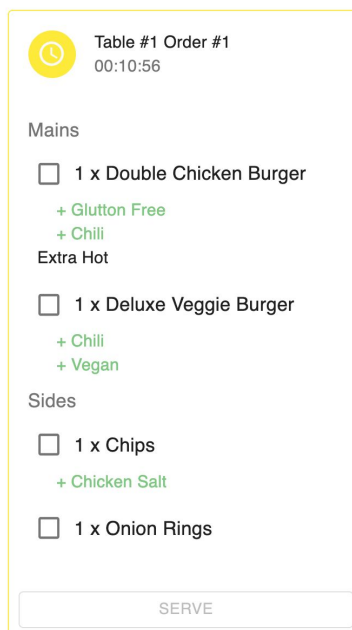 Table #1 Order #1
00:10:56
Mains
1 x Double Chicken Burger
+ Glutton Free
+ Chili
Extra Hot
1 x Deluxe Veggie Burger
+ Chili
+ Vegan
Sides
1 x Chips
+ Chicken Salt
1 x Onion Rings
SERVE